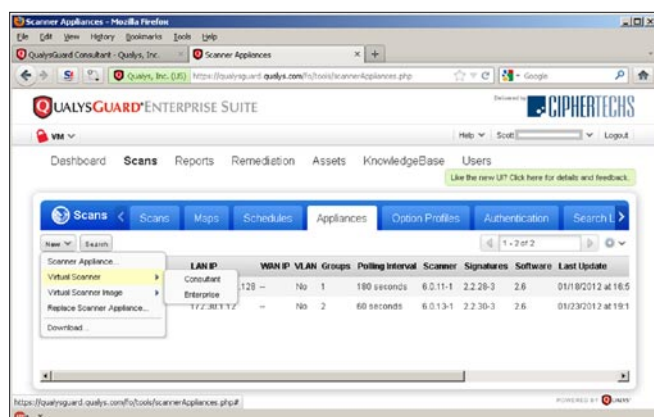 Scanner Appliances - Mozilla Firefox
File Edit View History Bookmarks Tools Help
QualysGuard Consultant - Qualys, Inc. × Scanner Appliances × +
Qualys, Inc. (US) https://qualysguard.qualys.com/fo/tools/scannerAppliances.php Google
QUALYSGUARD® ENTERPRISE SUITE
Delivered by CIPHERTECHS
VM Help Scott Logout
Dashboard Scans Reports Remediation Assets KnowledgeBase Users
Like the new UI? Click here for details and feedback.
Scans Scans Maps Schedules Appliances Option Profiles Authentication Search L
New Search 1 - 2 of 2
Scanner Appliance...
Virtual Scanner
Virtual Scanner Image
Replace Scanner Appliance...
Download...
Consultant
Enterprise
LAN IP WAN IP VLAN Groups Polling Interval Scanner Signatures Software Last Update
.128 -- No 1 180 seconds 6.0.11-1 2.2.28-3 2.6 01/18/2012 at 16:5
172.30.1.12 -- No 2 60 seconds 6.0.13-1 2.2.30-3 2.6 01/23/2012 at 19:1
https://qualysguard.qualys.com/fo/tools/scannerAppliances.php#
POWERED BY QUALYS